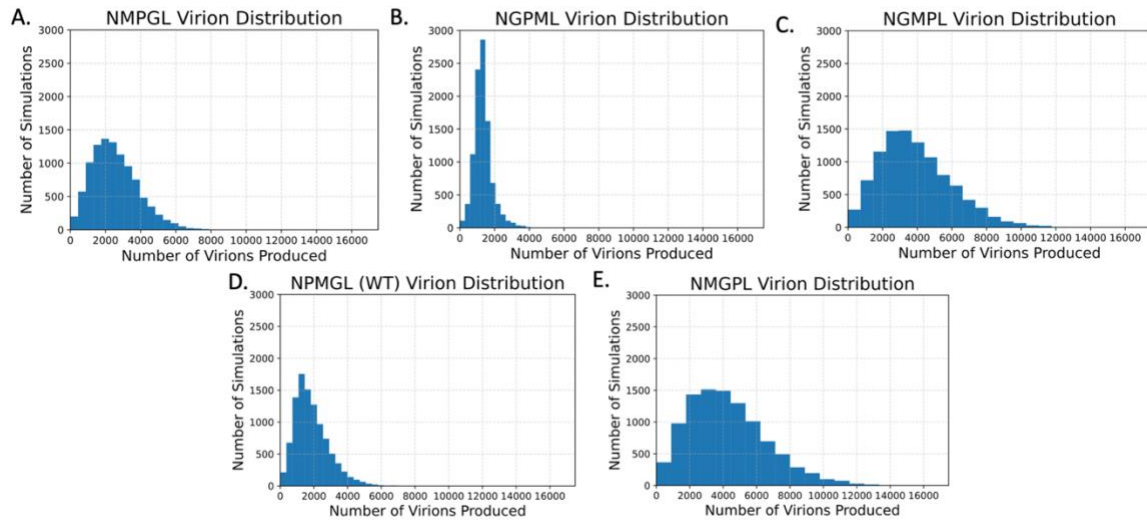 A.
NMPGL Virion Distribution
Number of Simulations
3000
2500
2000
1500
1000
500
0
0 2000 4000 6000 8000 10000 12000 14000 16000
Number of Virions Produced
B.
NGPML Virion Distribution
Number of Simulations
3000
2500
2000
1500
1000
500
0
0 2000 4000 6000 8000 10000 12000 14000 16000
Number of Virions Produced
C.
NGMPL Virion Distribution
Number of Simulations
3000
2500
2000
1500
1000
500
0
0 2000 4000 6000 8000 10000 12000 14000 16000
Number of Virions Produced
D.
NPMGL (WT) Virion Distribution
Number of Simulations
3000
2500
2000
1500
1000
500
0
0 2000 4000 6000 8000 10000 12000 14000 16000
Number of Virions Produced
E.
NMGPL Virion Distribution
Number of Simulations
3000
2500
2000
1500
1000
500
0
0 2000 4000 6000 8000 10000 12000 14000 16000
Number of Virions Produced